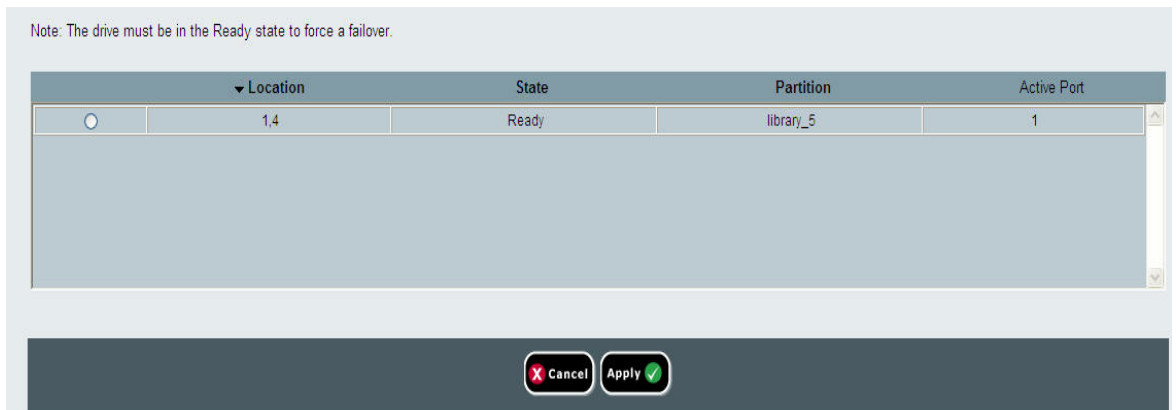 Note: The drive must be in the Ready state to force a failover.
Location State Partition Active Port
1,4 Ready library_5 1
Cancel Apply